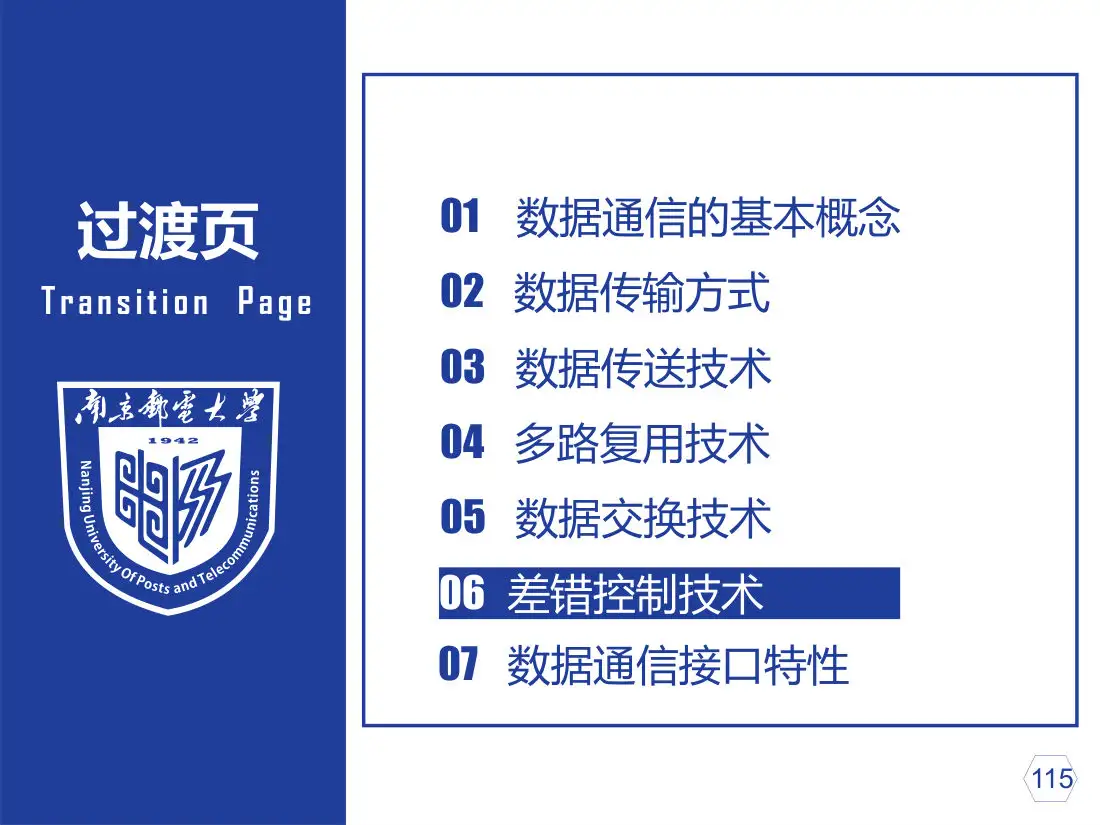 过渡页
Transition Page
南京邮电大学
1942
Nanjing University Of Posts and Telecommunications
01 数据通信的基本概念
02 数据传输方式
03 数据传送技术
04 多路复用技术
05 数据交换技术
06 差错控制技术
07 数据通信接口特性
115